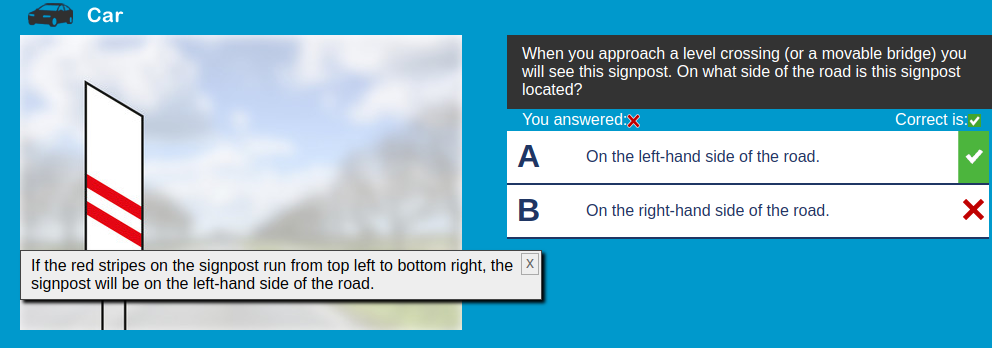 Car
When you approach a level crossing (or a movable bridge) you
will see this signpost. On what side of the road is this signpost
located?
You answered:
Correct is:
A
On the left-hand side of the road.
B
On the right-hand side of the road.
If the red stripes on the signpost run from top left to bottom right, the
signpost will be on the left-hand side of the road.
X